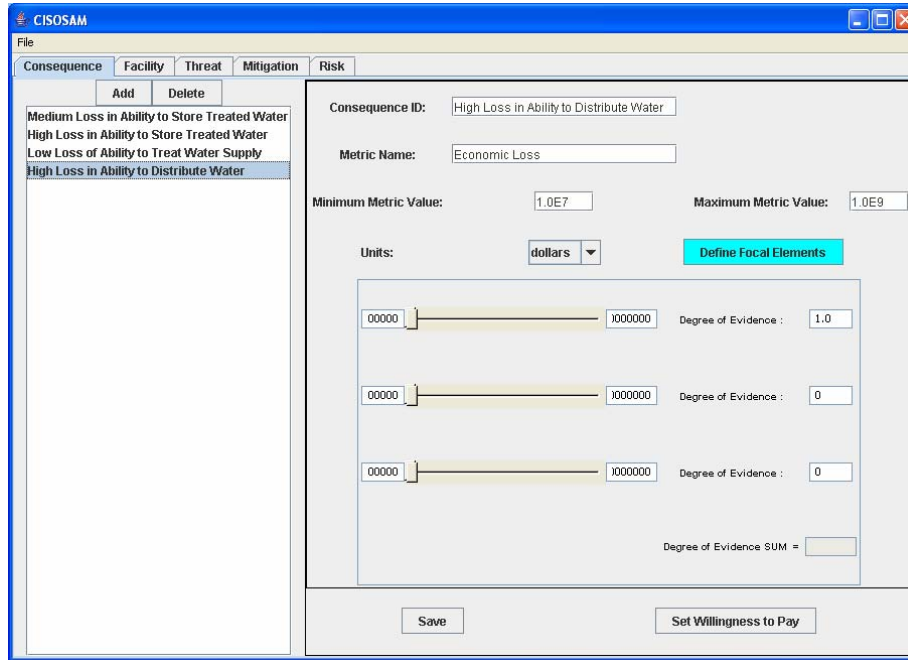 CISOSAM
File
Consequence Facility Threat Mitigation Risk
Add Delete
Medium Loss in Ability to Store Treated Water
High Loss in Ability to Store Treated Water
Low Loss of Ability to Treat Water Supply
High Loss in Ability to Distribute Water
Consequence ID: High Loss in Ability to Distribute Water
Metric Name: Economic Loss
Minimum Metric Value: 1.0E7 Maximum Metric Value: 1.0E9
Units: dollars Define Focal Elements
00000 0000000 Degree of Evidence : 1.0
00000 0000000 Degree of Evidence : 0
00000 0000000 Degree of Evidence : 0
Degree of Evidence SUM =
Save Set Willingness to Pay